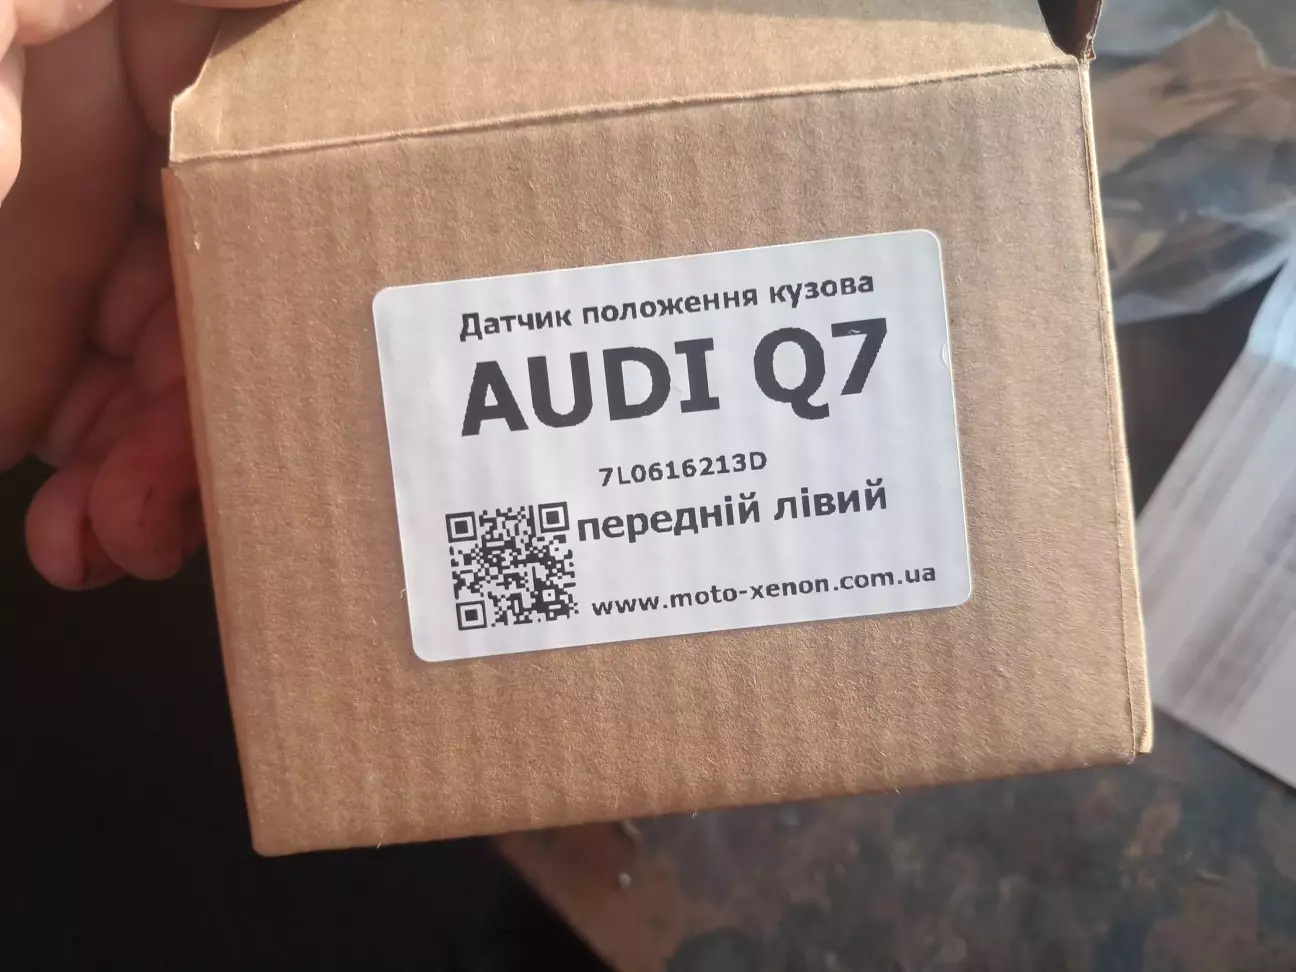 Датчик положення кузова
AUDI Q7
7L0616213D
передній лівий
www.moto-xenon.com.ua